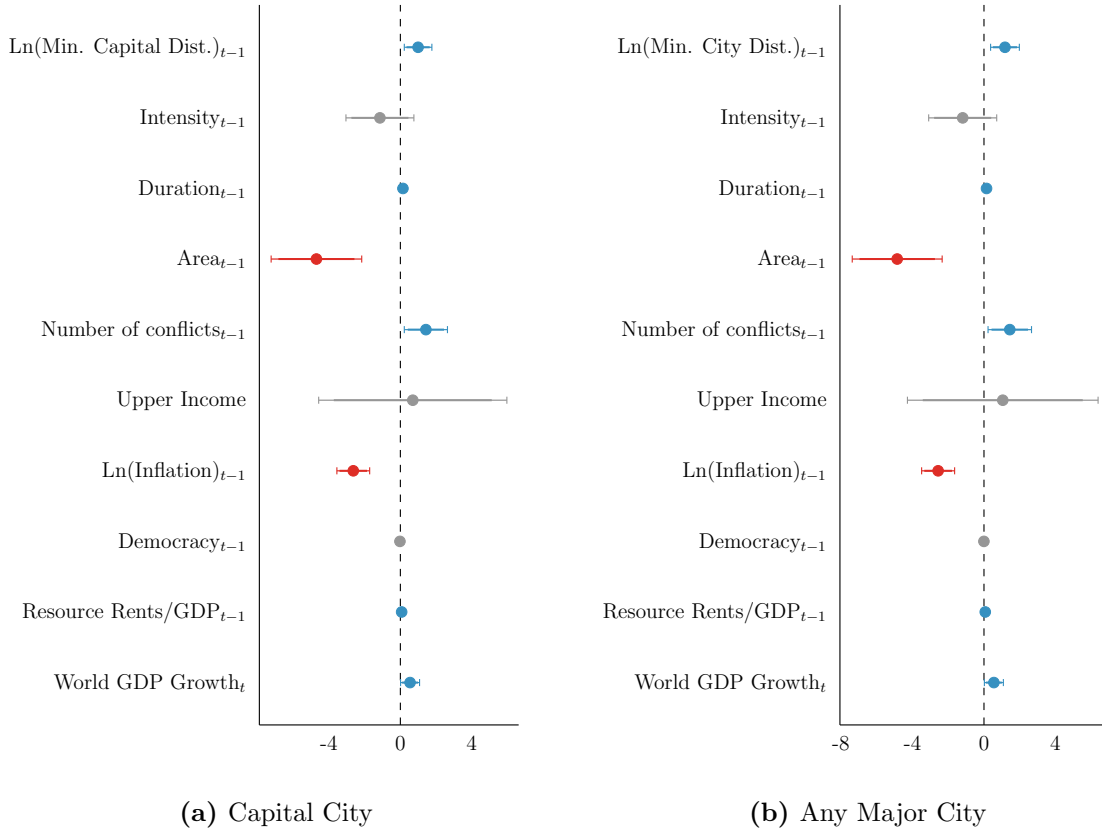 Ln(Min. Capital Dist.)t−1
Intensityt−1
Durationt−1
Areat−1
Number of conflictst−1
Upper Income
Ln(Inflation)t−1
Democracyt−1
Resource Rents/GDPt−1
World GDP Growtht
-4 0 4
(a) Capital City
Ln(Min. City Dist.)t−1
Intensityt−1
Durationt−1
Areat−1
Number of conflictst−1
Upper Income
Ln(Inflation)t−1
Democracyt−1
Resource Rents/GDPt−1
World GDP Growtht
-8 -4 0 4
(b) Any Major City